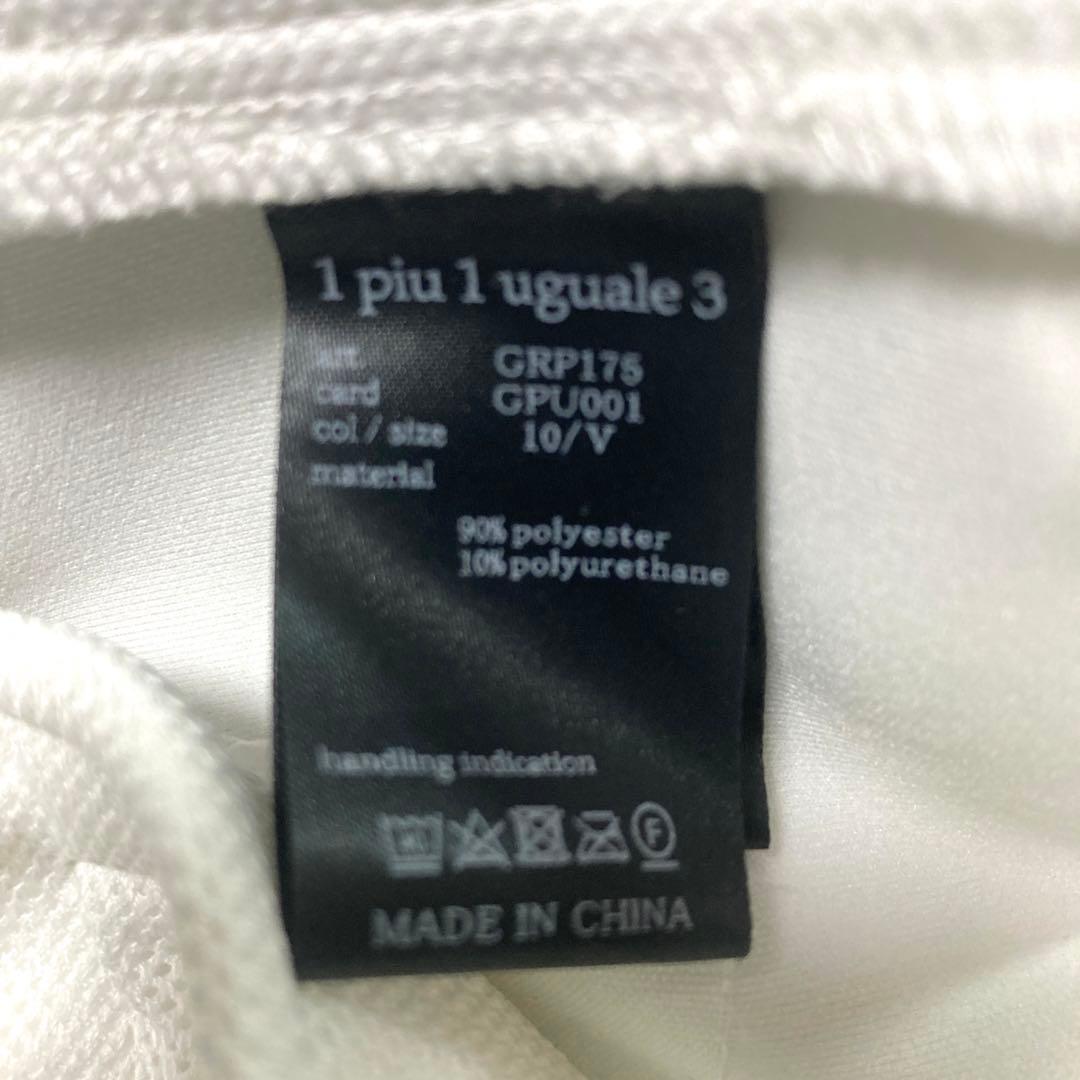 1 piu 1 uguale 3
art GRP175
card GPU001
col / size 10/V
material
90% polyester
10% polyurethane
handling indication
F
MADE IN CHINA